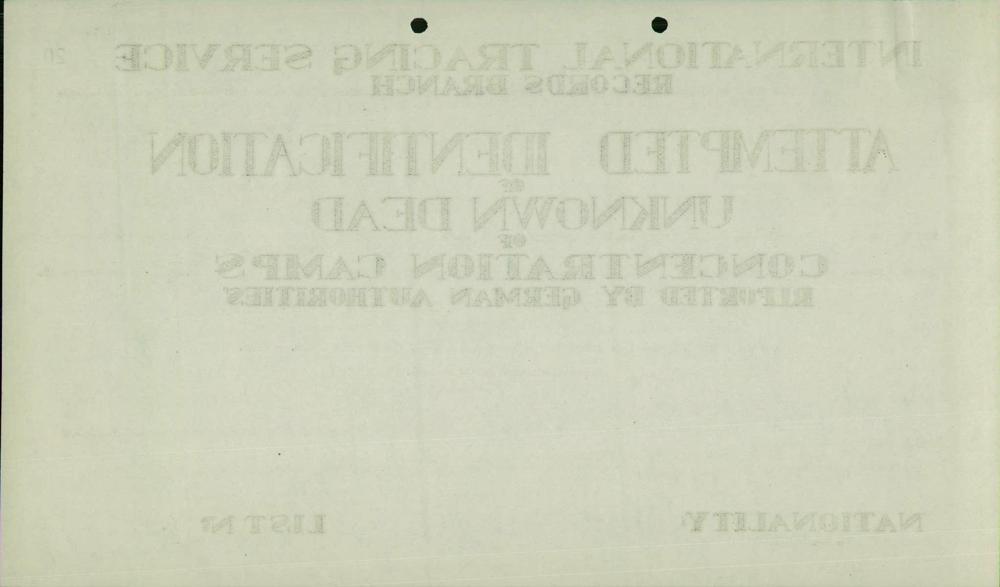 INTERNATIONAL TRACING SERVICE
20
RECORDS BRANCH
ATTEMPTED IDENTIFICATION
OF
UNKNOWN DEAD
OF
CONCENTRATION CAMPS
REPORTED BY GERMAN AUTHORITIES
NATIONALITY:
LIST Nº